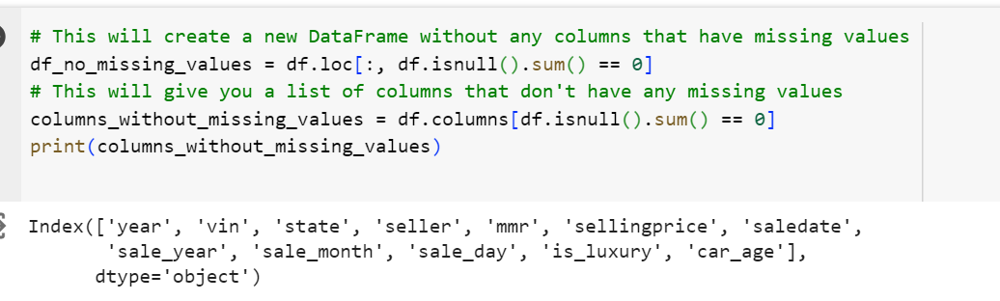 # This will create a new DataFrame without any columns that have missing values
df_no_missing_values = df.loc[:, df.isnull().sum() == 0]
# This will give you a list of columns that don't have any missing values
columns_without_missing_values = df.columns[df.isnull().sum() == 0]
print(columns_without_missing_values)
Index(['year', 'vin', 'state', 'seller', 'mmr', 'sellingprice', 'saledate',
       'sale_year', 'sale_month', 'sale_day', 'is_luxury', 'car_age'],
      dtype='object')